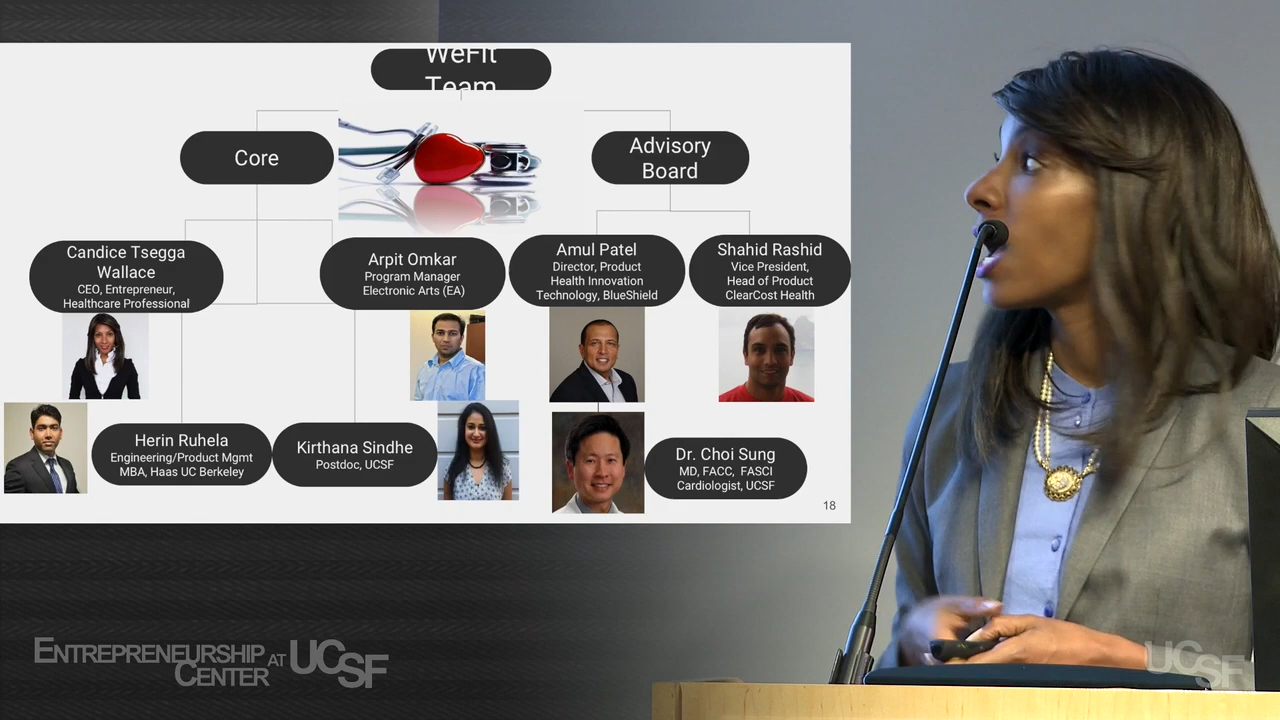 WeFit
Team
Core
Advisory
Board
Candice Tsegga
Wallace
CEO, Entrepreneur,
Healthcare Professional
Arpit Omkar
Program Manager
Electronic Arts (EA)
Amul Patel
Director, Product
Health Innovation
Technology, BlueShield
Shahid Rashid
Vice President,
Head of Product
ClearCost Health
Herin Ruhela
Engineering/Product Mgmt
MBA, Haas UC Berkeley
Kirthana Sindhe
Postdoc, UCSF
Dr. Choi Sung
MD, FACC, FASCI
Cardiologist, UCSF
18
ENTREPRENEURSHIP
CENTER AT UCSF
UCSF